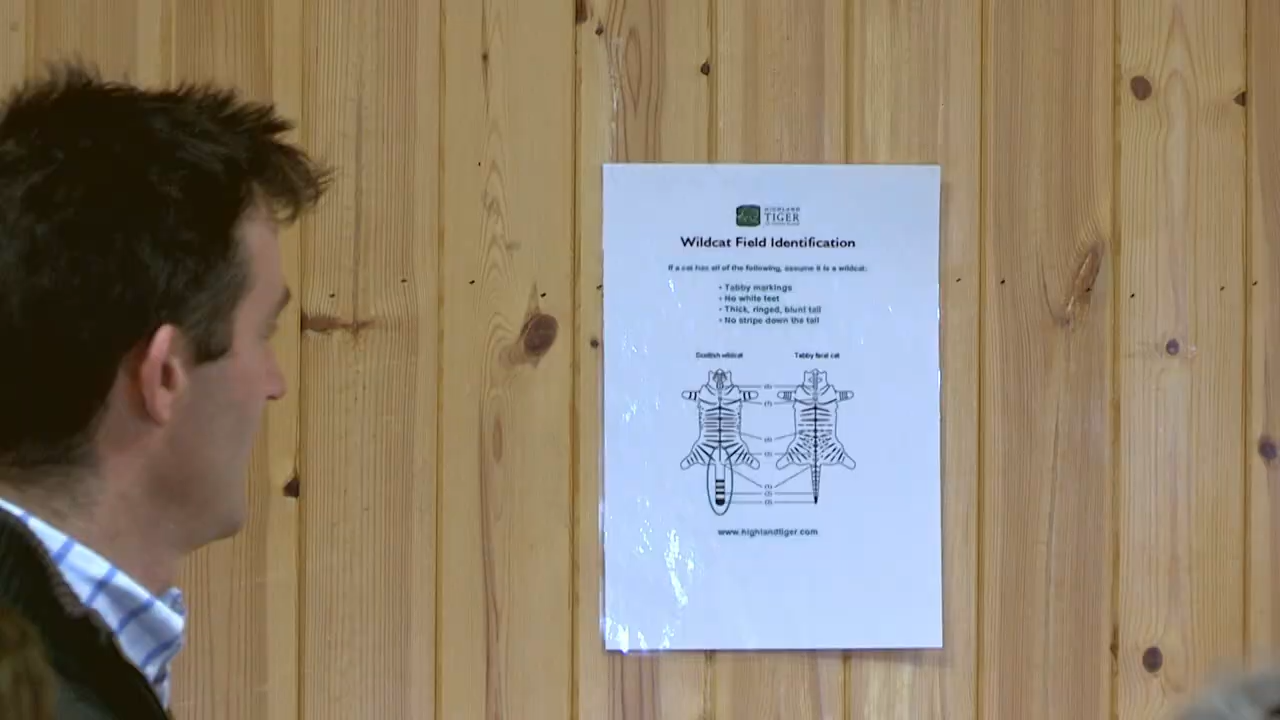 HIGHLAND
TIGER
Wildcat Field Identification
If a cat has all of the following, assume it is a wildcat:
• Tabby markings
• No white feet
• Thick, ringed, blunt tail
• No stripe down the tail
Scottish wildcat
Tabby feral cat
www.highlandtiger.com